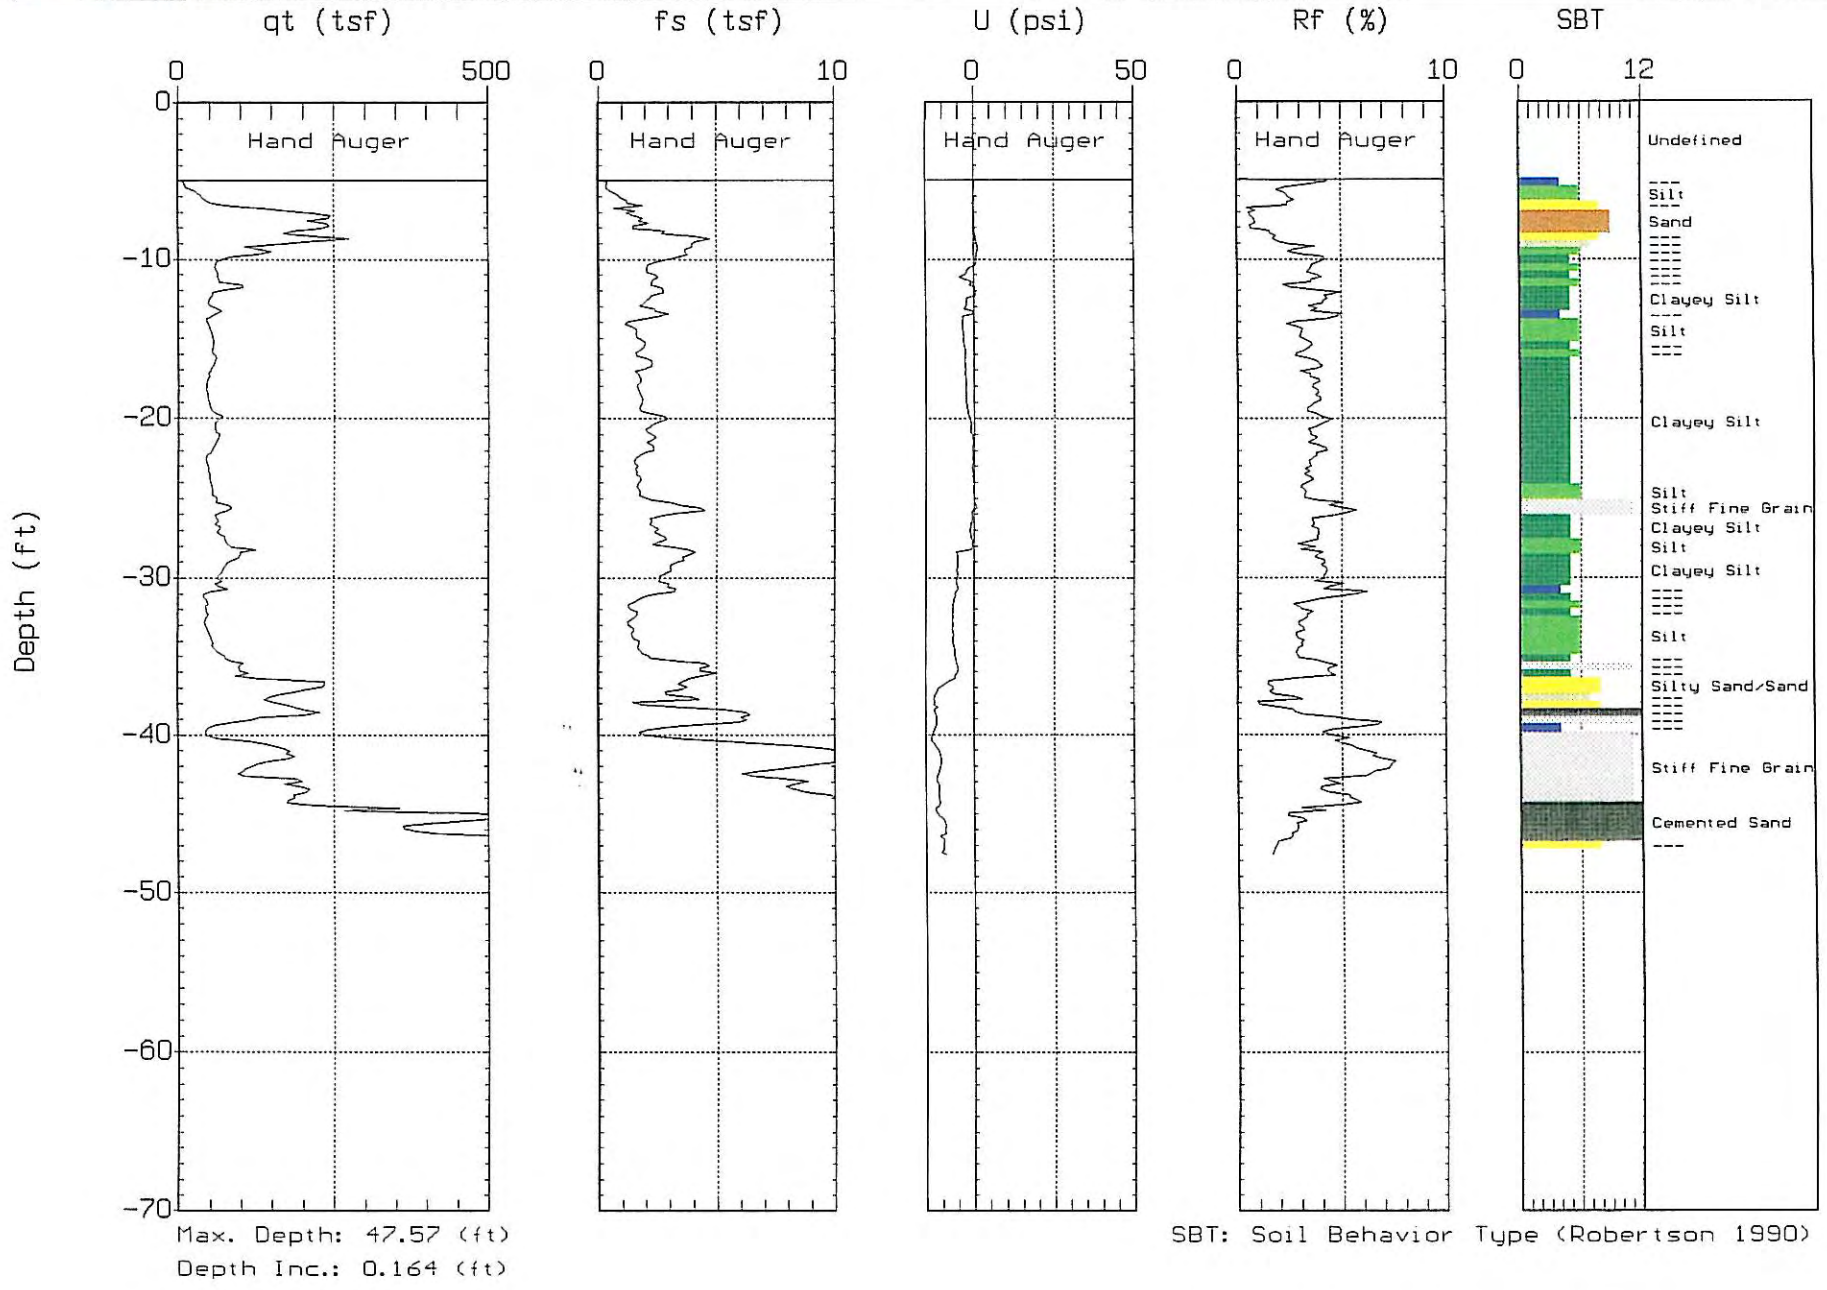 qt (tsf) fs (tsf) U (psi) Rf (%) SBT
0 500 0 10 0 50 0 10 0 12
0
Hand Auger Hand Auger Hand Auger Hand Auger Undefined
---
Silt
---
Sand
---
---
---
-10
---
---
---
Clayey Silt
---
Silt
---
-20
Clayey Silt
Silt
Stiff Fine Grain
Clayey Silt
Silt
-30
Clayey Silt
---
---
---
Silt
---
---
Silty Sand/Sand
---
---
---
---
-40
Stiff Fine Grain
Cemented Sand
---
-50
-60
-70
Depth (ft)
Max. Depth: 47.57 (ft)
Depth Inc.: 0.164 (ft)
SBT: Soil Behavior Type (Robertson 1990)